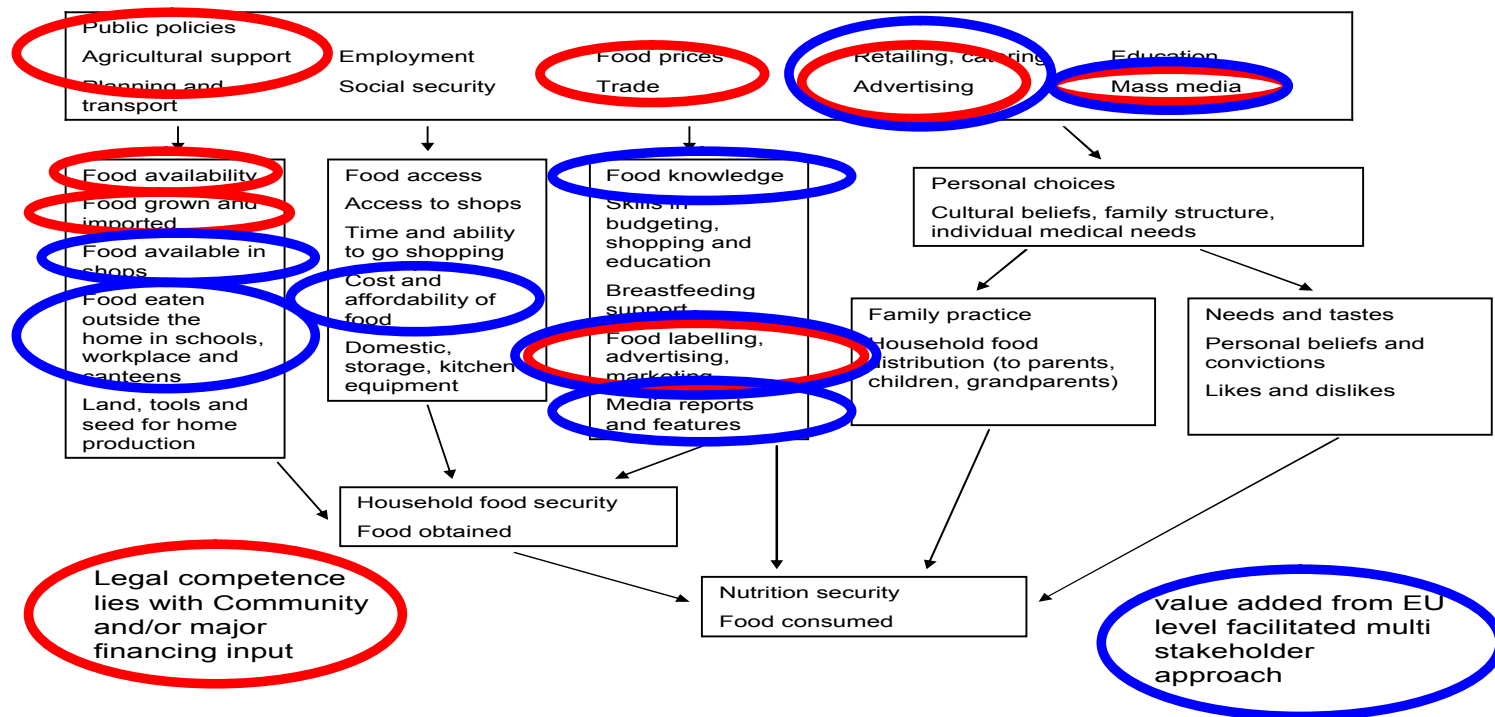 Public policies
Agricultural support
Planning and
transport
Employment
Social security
Food prices
Trade
Retailing, catering
Advertising
Education
Mass media
Food availability
Food grown and
imported
Food available in
shops
Food eaten
outside the
home in schools,
workplace and
canteens
Land, tools and
seed for home
production
Food access
Access to shops
Time and ability
to go shopping
Cost and
affordability of
food
Domestic,
storage, kitchen
equipment
Food knowledge
Skills in
budgeting,
shopping and
education
Breastfeeding
support
Food labelling,
advertising,
marketing
Media reports
and features
Personal choices
Cultural beliefs, family structure,
individual medical needs
Family practice
Household food
distribution (to parents,
children, grandparents)
Needs and tastes
Personal beliefs and
convictions
Likes and dislikes
Household food security
Food obtained
Nutrition security
Food consumed
Legal competence
lies with Community
and/or major
financing input
value added from EU
level facilitated multi
stakeholder
approach